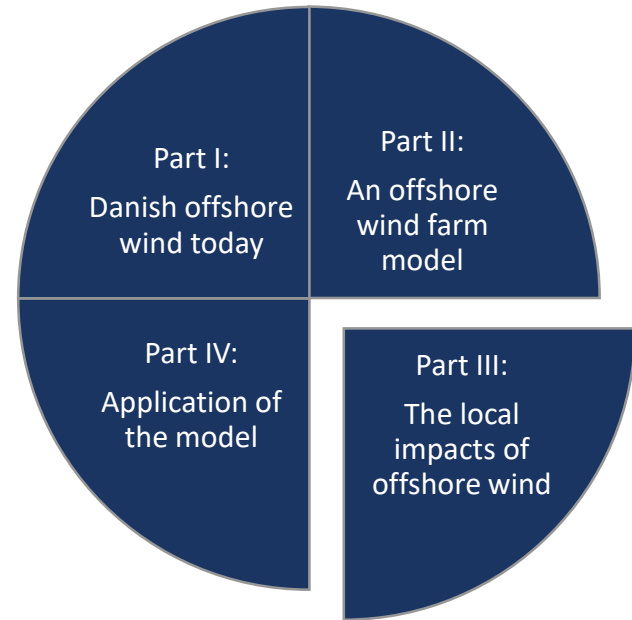 Part I:
Danish offshore
wind today
Part II:
An offshore
wind farm
model
Part III:
The local
impacts of
offshore wind
Part IV:
Application of
the model